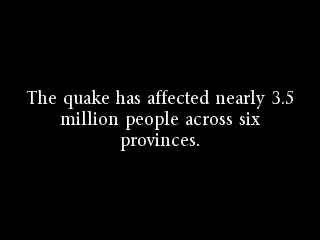 The quake has affected nearly 3.5
million people across six
provinces.